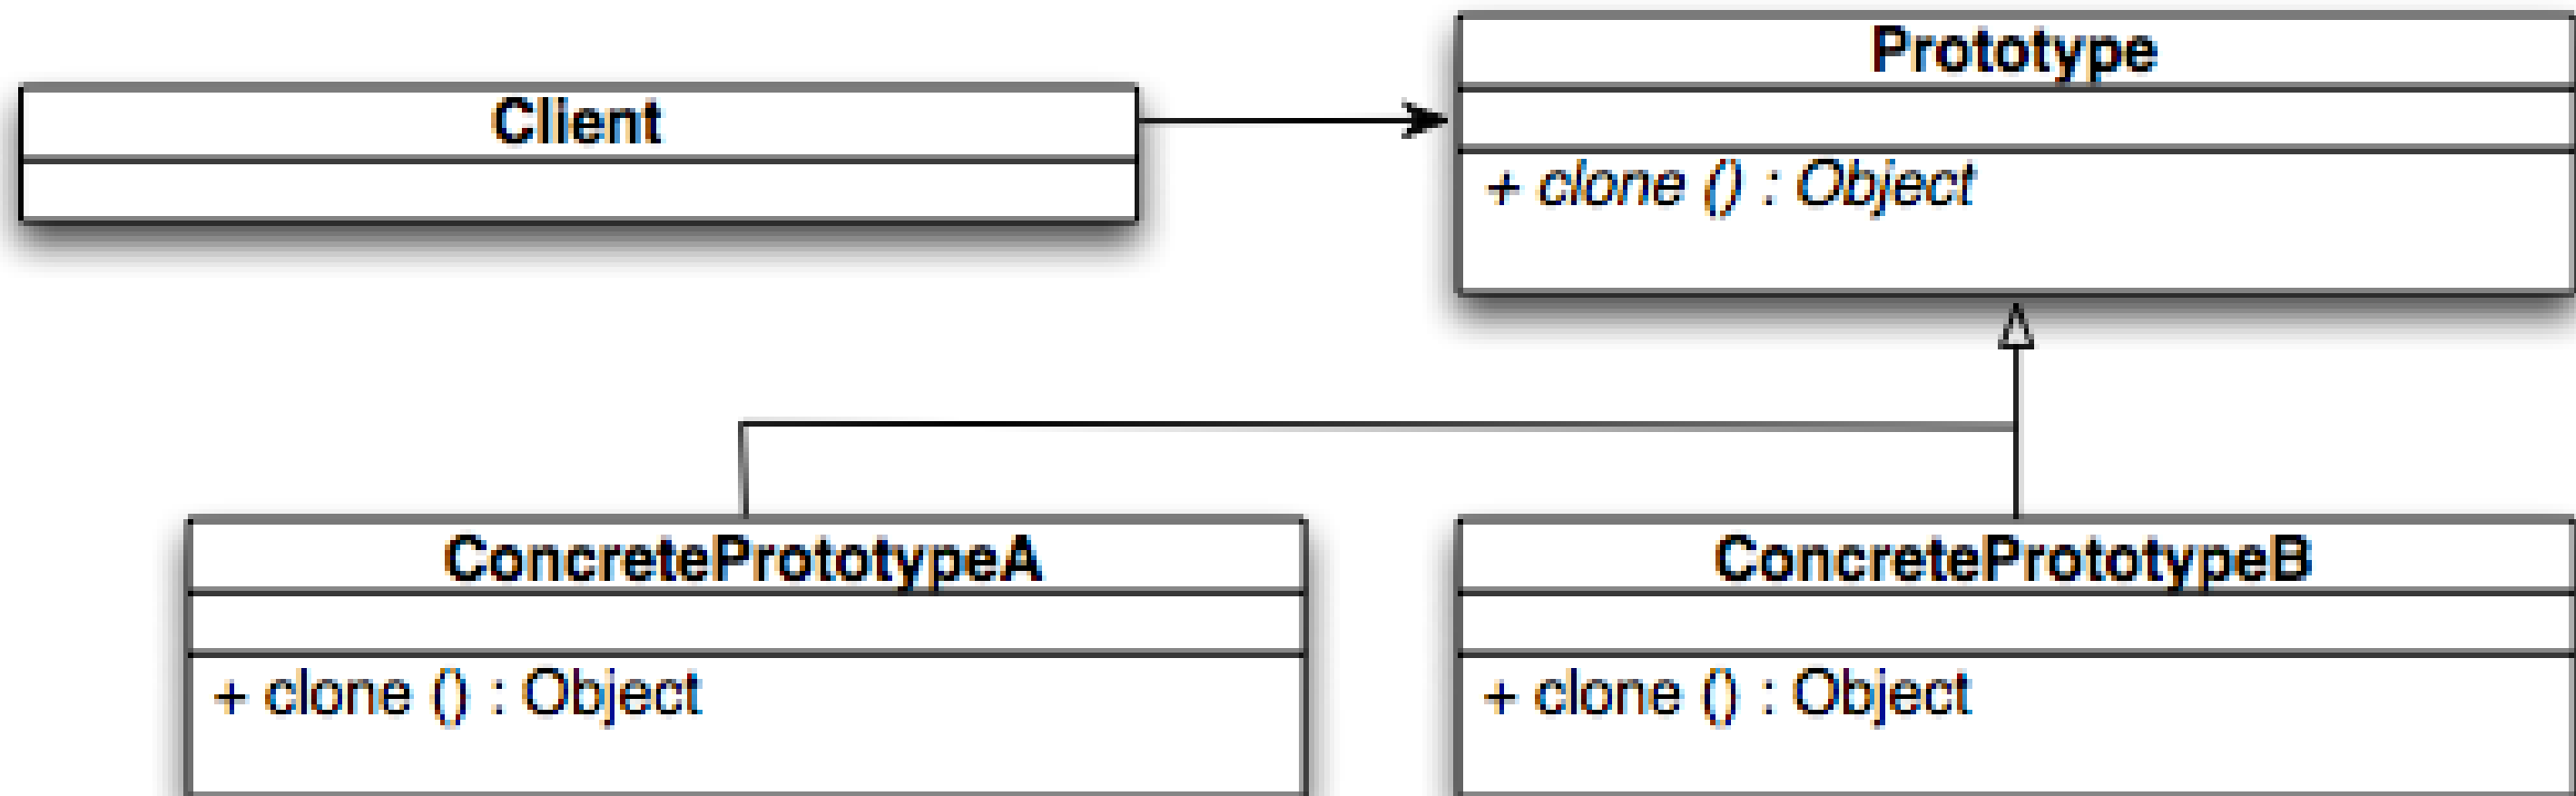 Prototype
Client
+ clone () : Object
ConcretePrototypeA
ConcretePrototypeB
+ clone () : Object
+ clone () : Object